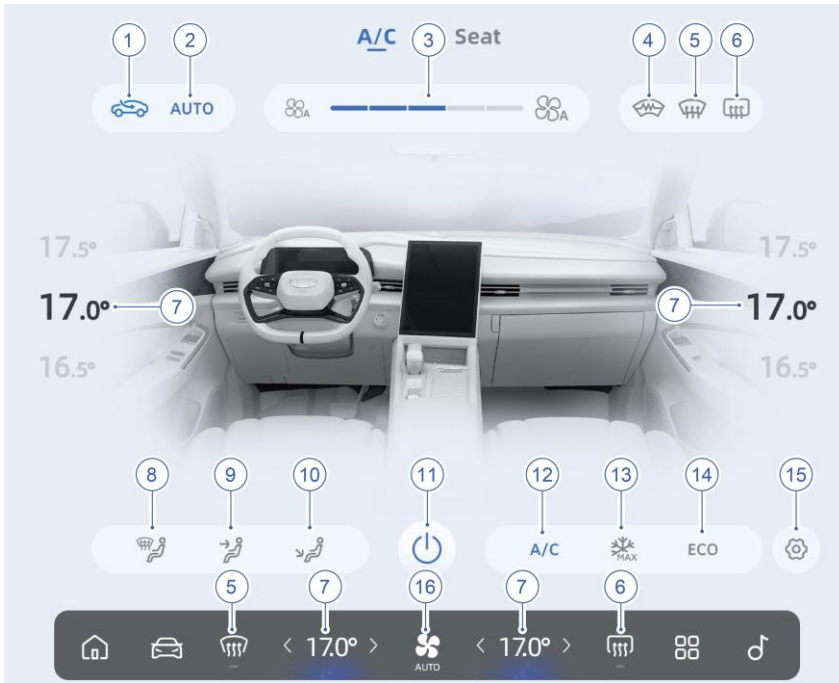 1 2 A/C 3 Seat 4 5 6
AUTO A A
17.5° 17.5°
17.0° 7 7 17.0°
16.5° 16.5°
8 9 10 11 12 13 14 15
A/C MAX ECO
5 7 16 7 6
< 17.0° > < 17.0° >
AUTO